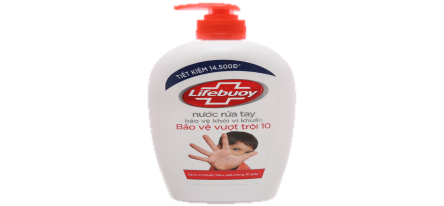 TIẾT KIỆM 14.500Đ*
Lifebuoy
nước rửa tay
bảo vệ khỏi vi khuẩn
Bảo vệ vượt trội 10